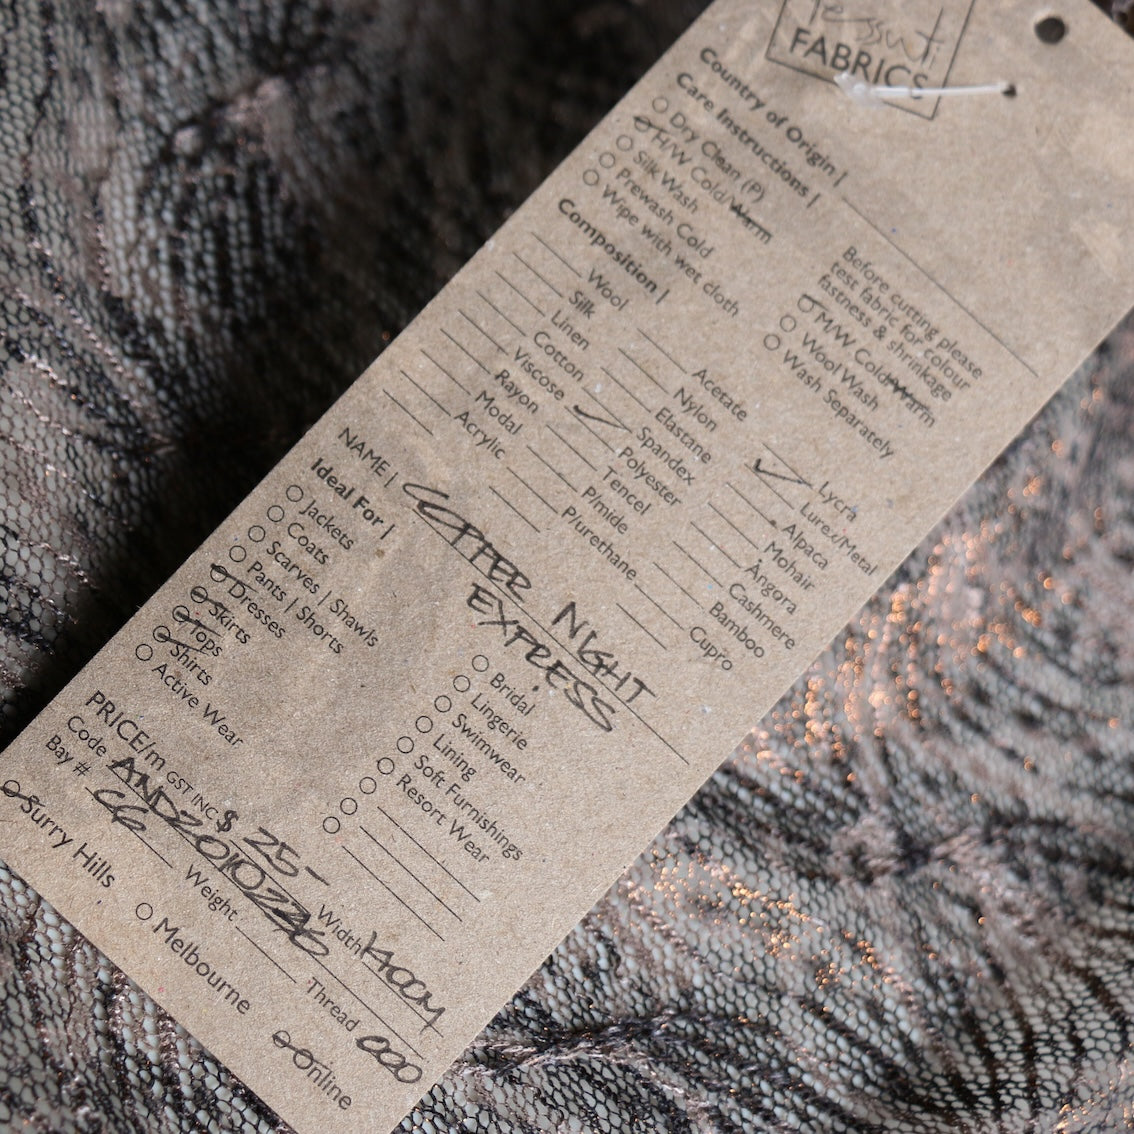 Tessuti
FABRICS
Country of Origin |
Care Instructions |
Dry Clean (P)
H/W Cold/Warm
Silk Wash
Prewash Cold
Wipe with wet cloth
Before cutting please
test fabric for colour
fastness & shrinkage
M/W Cold/Warm
Wool Wash
Wash Separately
Composition |
Wool
Silk
Linen
Cotton
Viscose
Rayon
Modal
Acrylic
Acetate
Nylon
Elastane
Spandex
Polyester
Tencel
P/mide
P/urethane
Lycra
Lurex/Metal
Alpaca
Mohair
Angora
Cashmere
Bamboo
Cupro
NAME | COPPER NIGHT
EXPRESS
Ideal For |
Jackets
Coats
Scarves | Shawls
Pants | Shorts
Dresses
Skirts
Tops
Shirts
Active Wear
Bridal
Lingerie
Swimwear
Lining
Soft Furnishings
Resort Wear
PRICE/m GST INC $ 25- Width 1400M
Code Thread 000
Bay # CG Weight
Surry Hills Melbourne Online